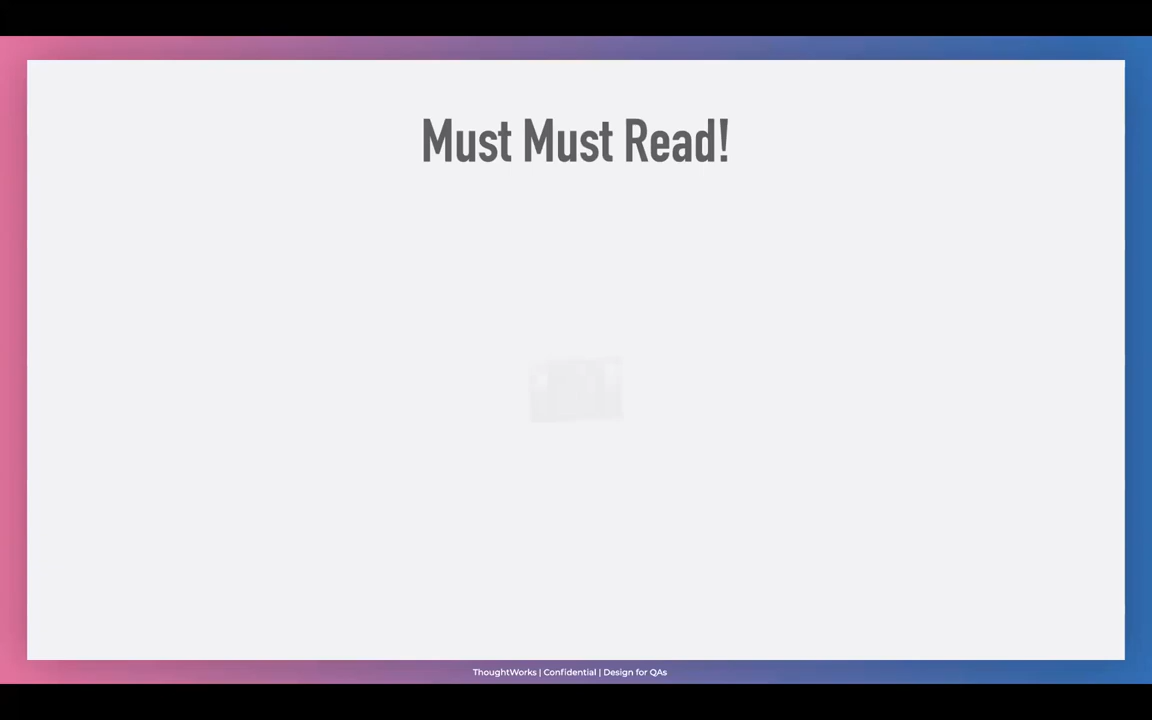 Must Must Read!
ThoughtWorks | Confidential | Design for QAs